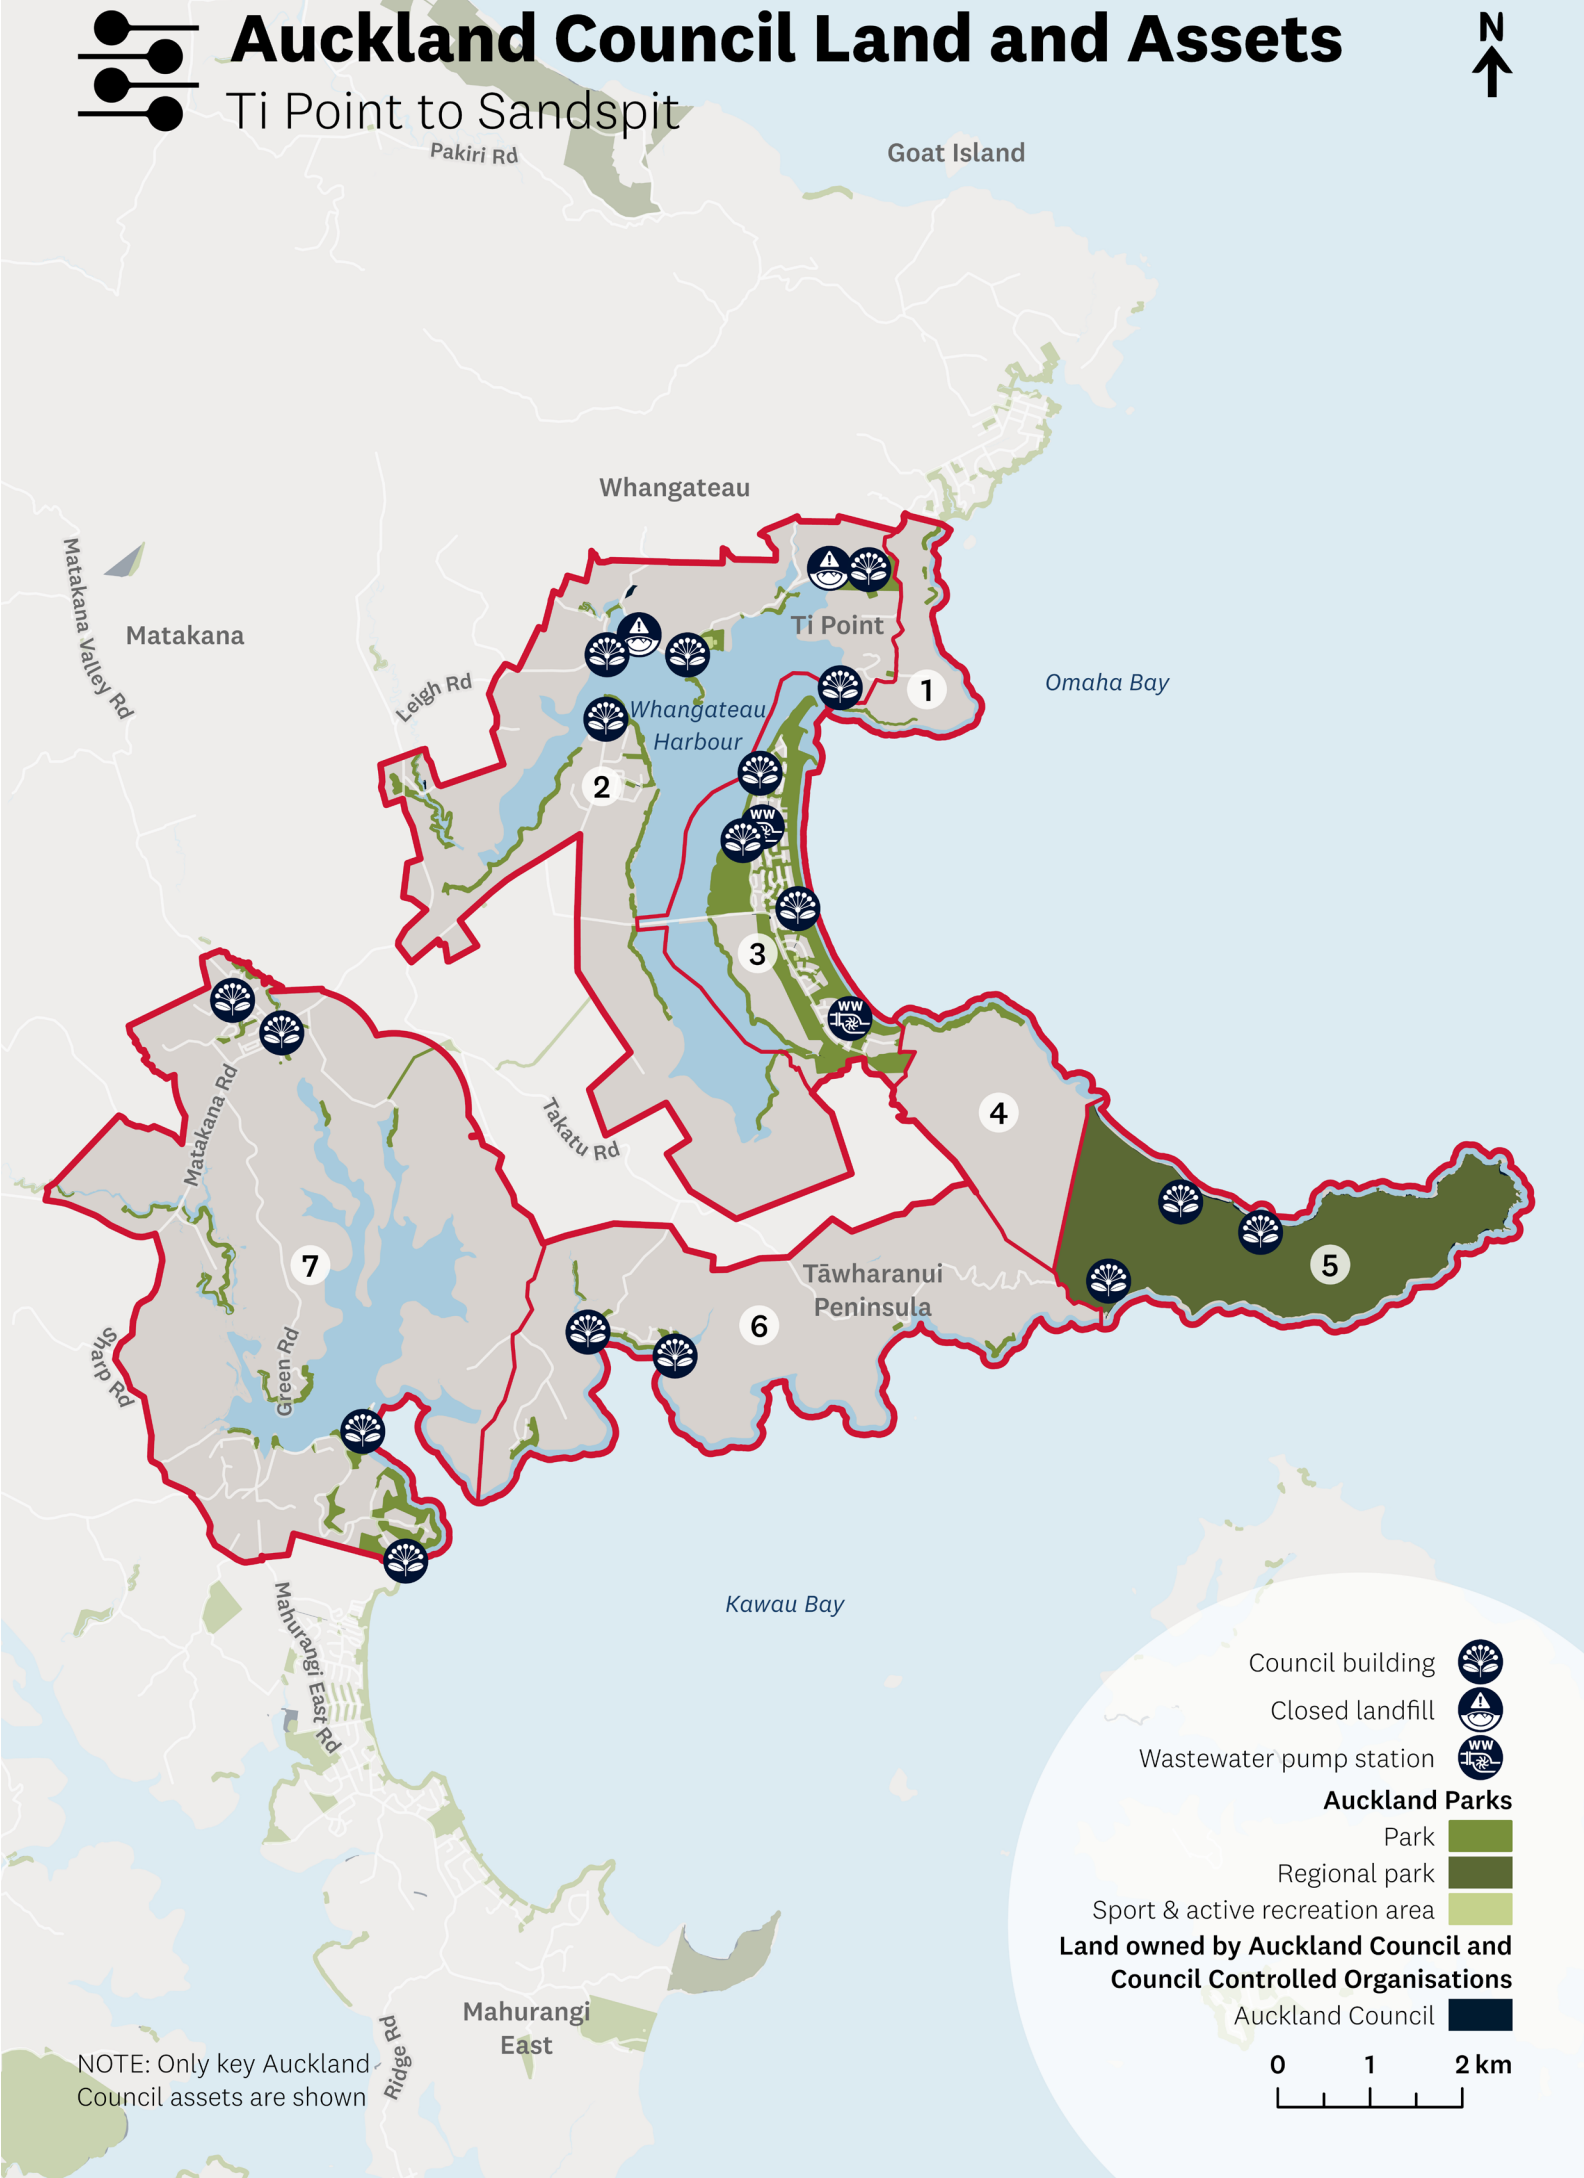 Auckland Council Land and Assets
Ti Point to Sandspit
N
Pakiri Rd
Goat Island
Whangateau
Matakana Valley Rd
Matakana
Leigh Rd
Ti Point
1
Omaha Bay
Whangateau
Harbour
2
WW
3
WW
4
Matakana Rd
Takatu Rd
5
7
Tāwharanui
Peninsula
6
Sharp Rd
Green Rd
Kawau Bay
Mahurangi East Rd
Mahurangi
East
Ridge Rd
NOTE: Only key Auckland
Council assets are shown
Council building
Closed landfill
Wastewater pump station
WW
Auckland Parks
Park
Regional park
Sport & active recreation area
Land owned by Auckland Council and
Council Controlled Organisations
Auckland Council
0 1 2 km